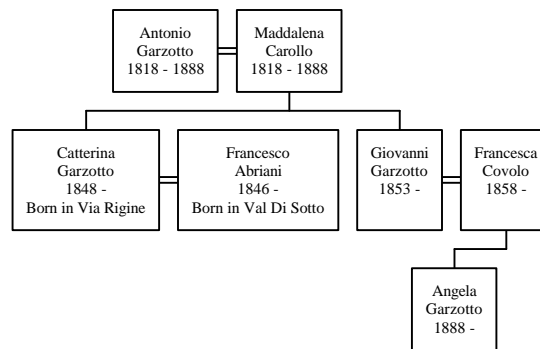 Antonio
Garzotto
1818 - 1888
Maddalena
Carollo
1818 - 1888
Catterina
Garzotto
1848 -
Born in Via Rigine
Francesco
Abriani
1846 -
Born in Val Di Sotto
Giovanni
Garzotto
1853 -
Francesca
Covolo
1858 -
Angela
Garzotto
1888 -